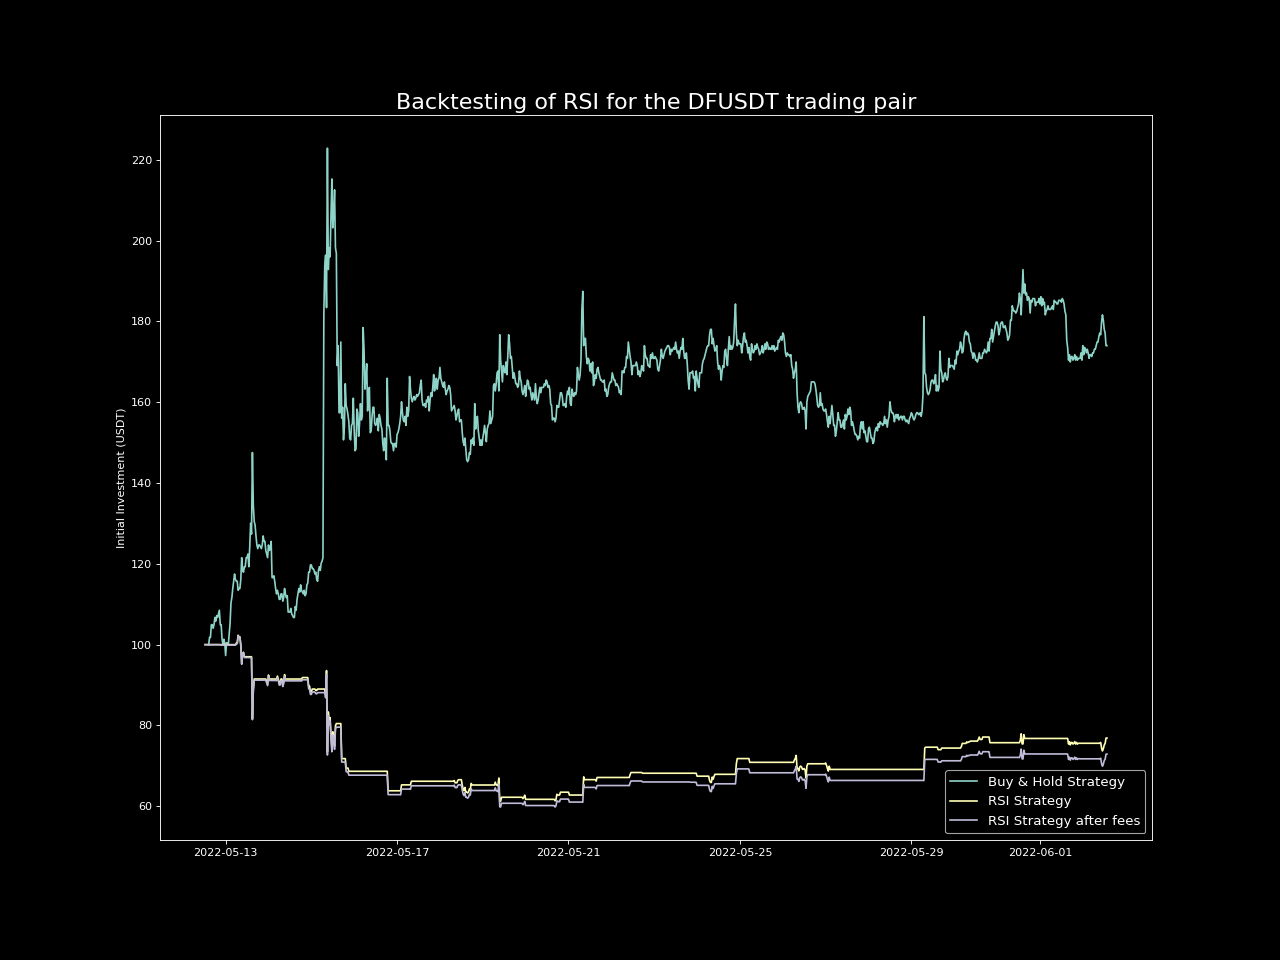 Backtesting of RSI for the DFUSDT trading pair
Initial Investment (USDT)
220
200
180
160
140
120
100
80
60
2022-05-13 2022-05-17 2022-05-21 2022-05-25 2022-05-29 2022-06-01
Buy & Hold Strategy
RSI Strategy
RSI Strategy after fees